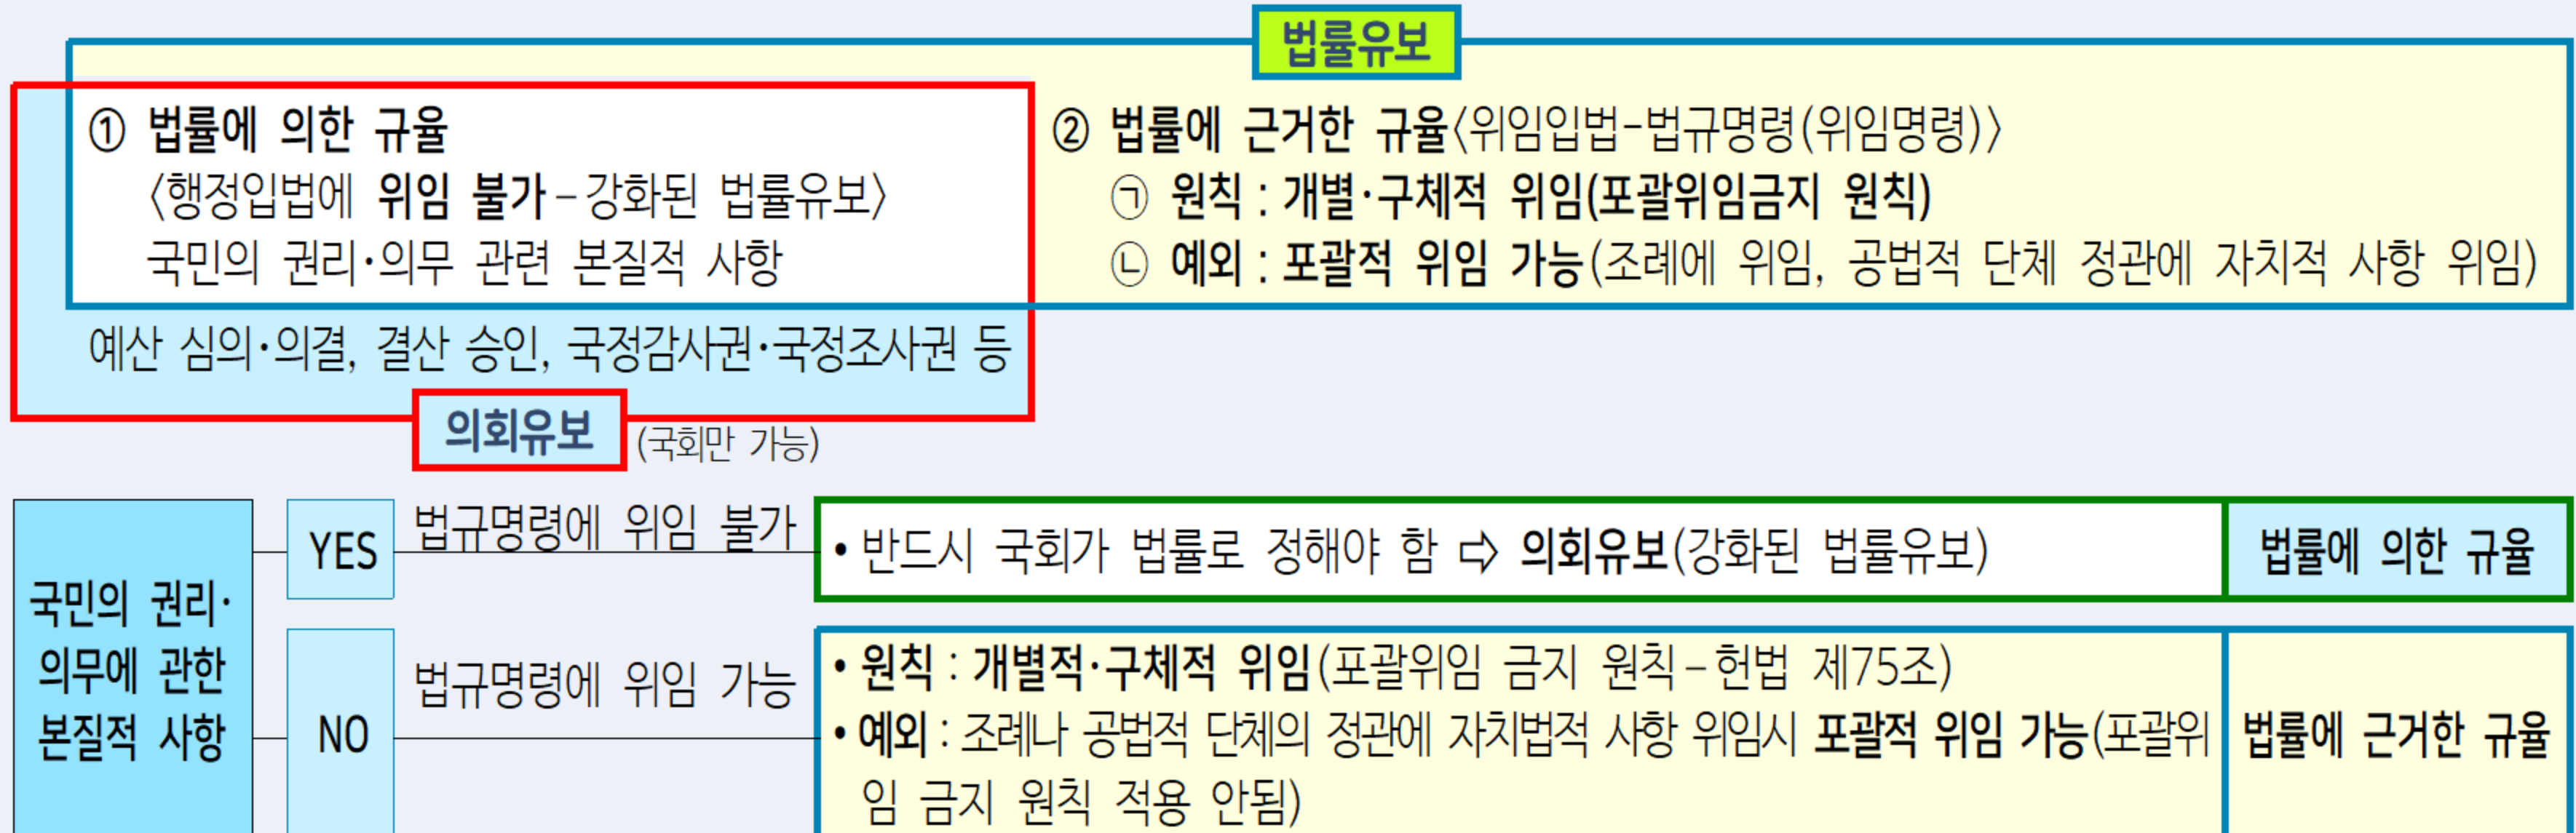 법률유보
① 법률에 의한 규율
〈행정입법에 위임 불가-강화된 법률유보〉
국민의 권리·의무 관련 본질적 사항
② 법률에 근거한 규율〈위임입법-법규명령(위임명령)〉
㉠ 원칙 : 개별·구체적 위임(포괄위임금지 원칙)
㉡ 예외 : 포괄적 위임 가능(조례에 위임, 공법적 단체 정관에 자치적 사항 위임)
예산 심의·의결, 결산 승인, 국정감사권·국정조사권 등
의회유보 (국회만 가능)
국민의 권리·
의무에 관한
본질적 사항
YES
법규명령에 위임 불가
• 반드시 국회가 법률로 정해야 함 ⇨ 의회유보(강화된 법률유보)
법률에 의한 규율
NO
법규명령에 위임 가능
• 원칙 : 개별적·구체적 위임(포괄위임 금지 원칙-헌법 제75조)
• 예외 : 조례나 공법적 단체의 정관에 자치법적 사항 위임시 포괄적 위임 가능(포괄위
임 금지 원칙 적용 안됨)
법률에 근거한 규율